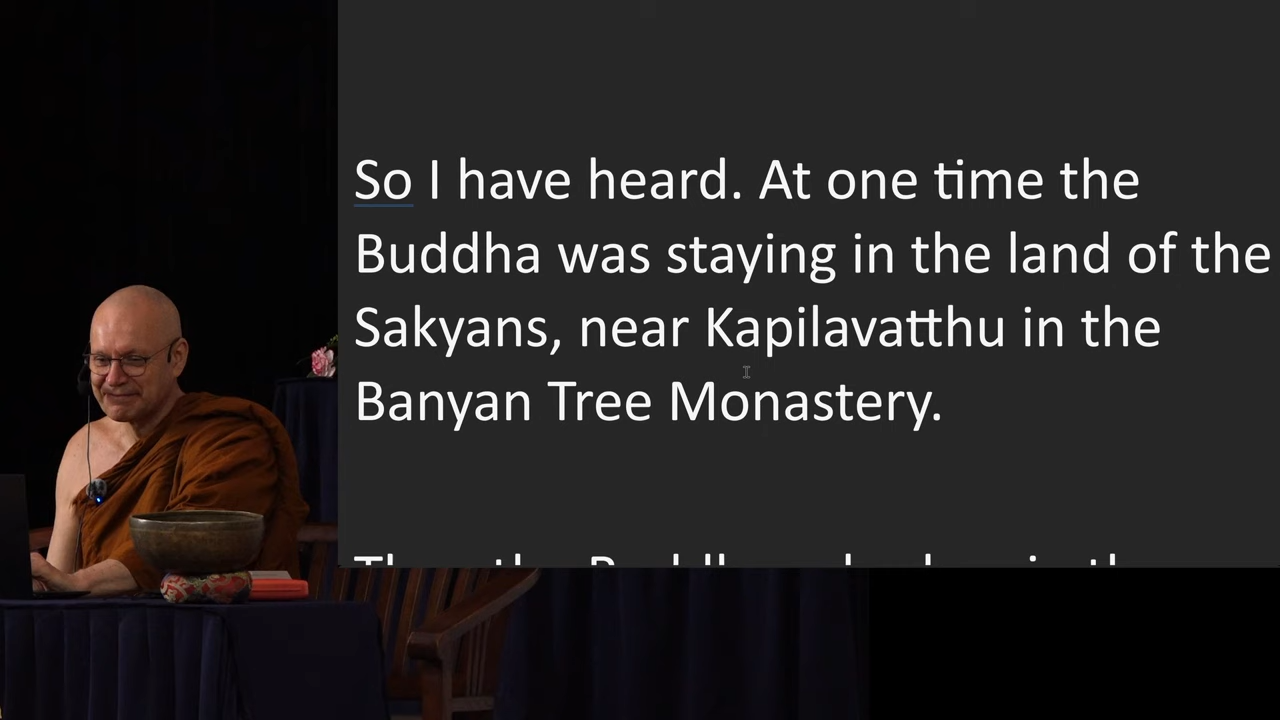 So I have heard. At one time the
Buddha was staying in the land of the
Sakyans, near Kapilavatthu in the
Banyan Tree Monastery.